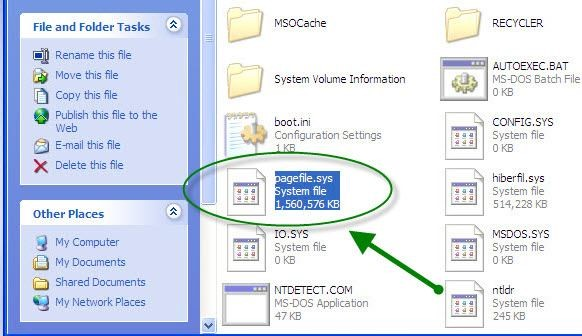 File and Folder Tasks
Rename this file
Move this file
Copy this file
Publish this file to the
Web
E-mail this file
Delete this file
Other Places
My Computer
My Documents
Shared Documents
My Network Places
MSOCache
RECYCLER
System Volume Information
AUTOEXEC.BAT
MS-DOS Batch File
0 KB
boot.ini
Configuration Settings
1 KB
CONFIG.SYS
System file
0 KB
pagefile.sys
System file
1,560,576 KB
hiberfil.sys
System file
514,228 KB
IO.SYS
System file
0 KB
MSDOS.SYS
System file
0 KB
NTDETECT.COM
MS-DOS Application
47 KB
ntldr
System file
245 KB